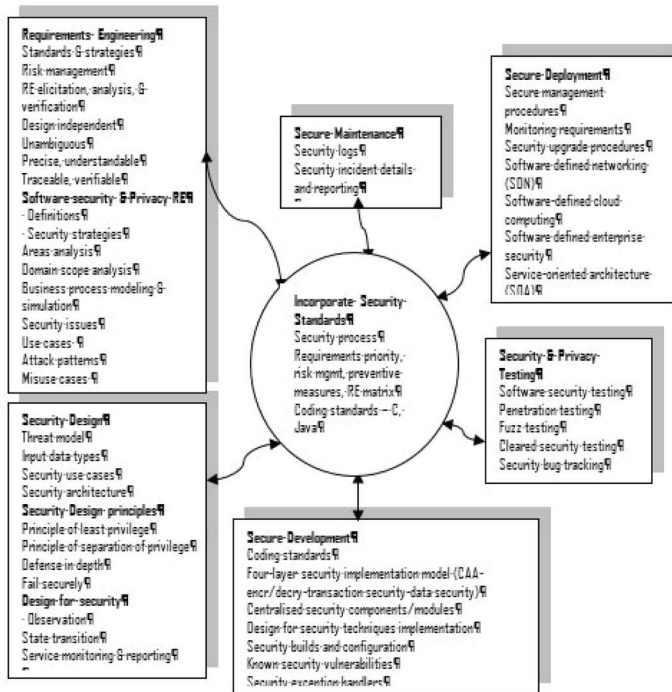 Requirements Engineering¶
Standards & strategies¶
Risk management¶
RE elicitation, analysis, &
verification¶
Design independent¶
Unambiguous¶
Precise, understandable¶
Traceable, verifiable¶
Software security & Privacy RE¶
- Definitions¶
- Security strategies¶
Areas analysis¶
Domain scope analysis¶
Business process modeling &
simulation¶
Security issues¶
Use cases ¶
Attack patterns¶
Misuse cases ¶
Secure Maintenance¶
Security logs¶
Security incident details
and reporting¶
Secure Deployment¶
Secure management
procedures¶
Monitoring requirements¶
Security upgrade procedures¶
Software-defined networking
(SDN)¶
Software-defined cloud
computing¶
Software-defined enterprise
security¶
Service-oriented architecture
(SOA)¶
Incorporate Security
Standards¶
Security process¶
Requirements priority,
risk mgmt, preventive
measures, RE matrix¶
Coding standards – C,
Java¶
Security & Privacy
Testing¶
Software security testing¶
Penetration testing¶
Fuzz testing¶
Cleared security testing¶
Security bug tracking¶
Security Design¶
Threat model¶
Input data types¶
Security use cases¶
Security architecture¶
Security Design principles¶
Principle of least privilege¶
Principle of separation of privilege¶
Defense in depth¶
Fail securely¶
Design for security¶
- Observation¶
State transition¶
Service monitoring & reporting¶
Secure Development¶
Coding standards¶
Four-layer security implementation model (CAA-
encr/decry-transaction security-data security)¶
Centralised security components/modules¶
Design for security techniques implementation¶
Security builds and configuration¶
Known security vulnerabilities¶
Security exception handlers¶